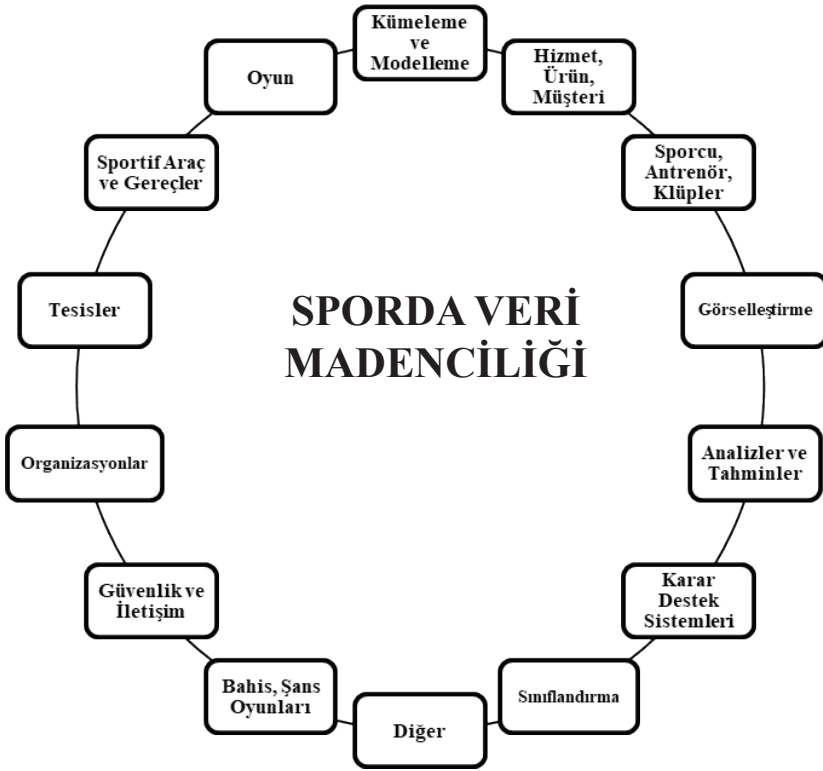 Kümeleme
ve
Modelleme
Hizmet,
Ürün,
Müşteri
Sporcu,
Antrenör,
Klüpler
Görselleştirme
Analizler ve
Tahminler
Karar
Destek
Sistemleri
Sınıflandırma
Diğer
Bahis, Şans
Oyunları
Güvenlik ve
İletişim
Organizasyonlar
Tesisler
Sportif Araç
ve Gereçler
Oyun
SPORDA VERİ
MADENCİLİĞİ